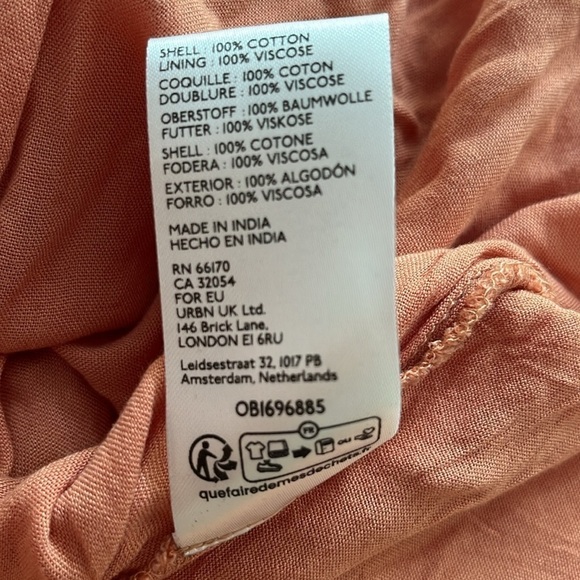 SHELL : 100% COTTON
LINING : 100% VISCOSE
COQUILLE : 100% COTON
DOUBLURE : 100% VISCOSE
OBERSTOFF : 100% BAUMWOLLE
FUTTER : 100% VISKOSE
SHELL : 100% COTONE
FODERA : 100% VISCOSA
EXTERIOR : 100% ALGODÓN
FORRO : 100% VISCOSA
MADE IN INDIA
HECHO EN INDIA
RN 66170
CA 32054
FOR EU
URBN UK Ltd.
146 Brick Lane,
LONDON E1 6RU
Leidsestraat 32, 1017 PB
Amsterdam, Netherlands
OB1696885
FR
ou
quefairedemesdechets.fr